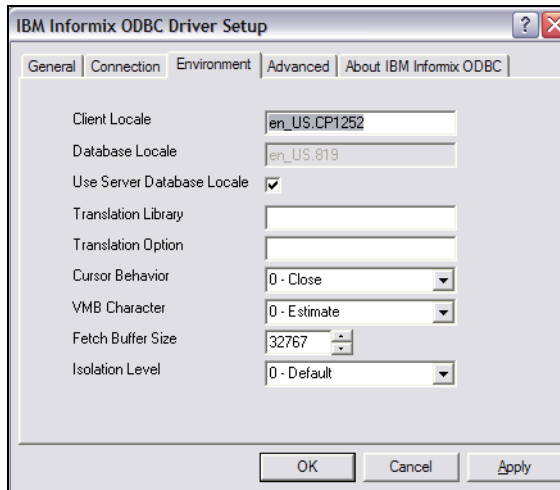 IBM Informix ODBC Driver Setup
General Connection Environment Advanced About IBM Informix ODBC
Client Locale en_US.CP1252
Database Locale en_US.819
Use Server Database Locale
Translation Library
Translation Option
Cursor Behavior 0 - Close
VMB Character 0 - Estimate
Fetch Buffer Size 32767
Isolation Level 0 - Default
OK Cancel Apply